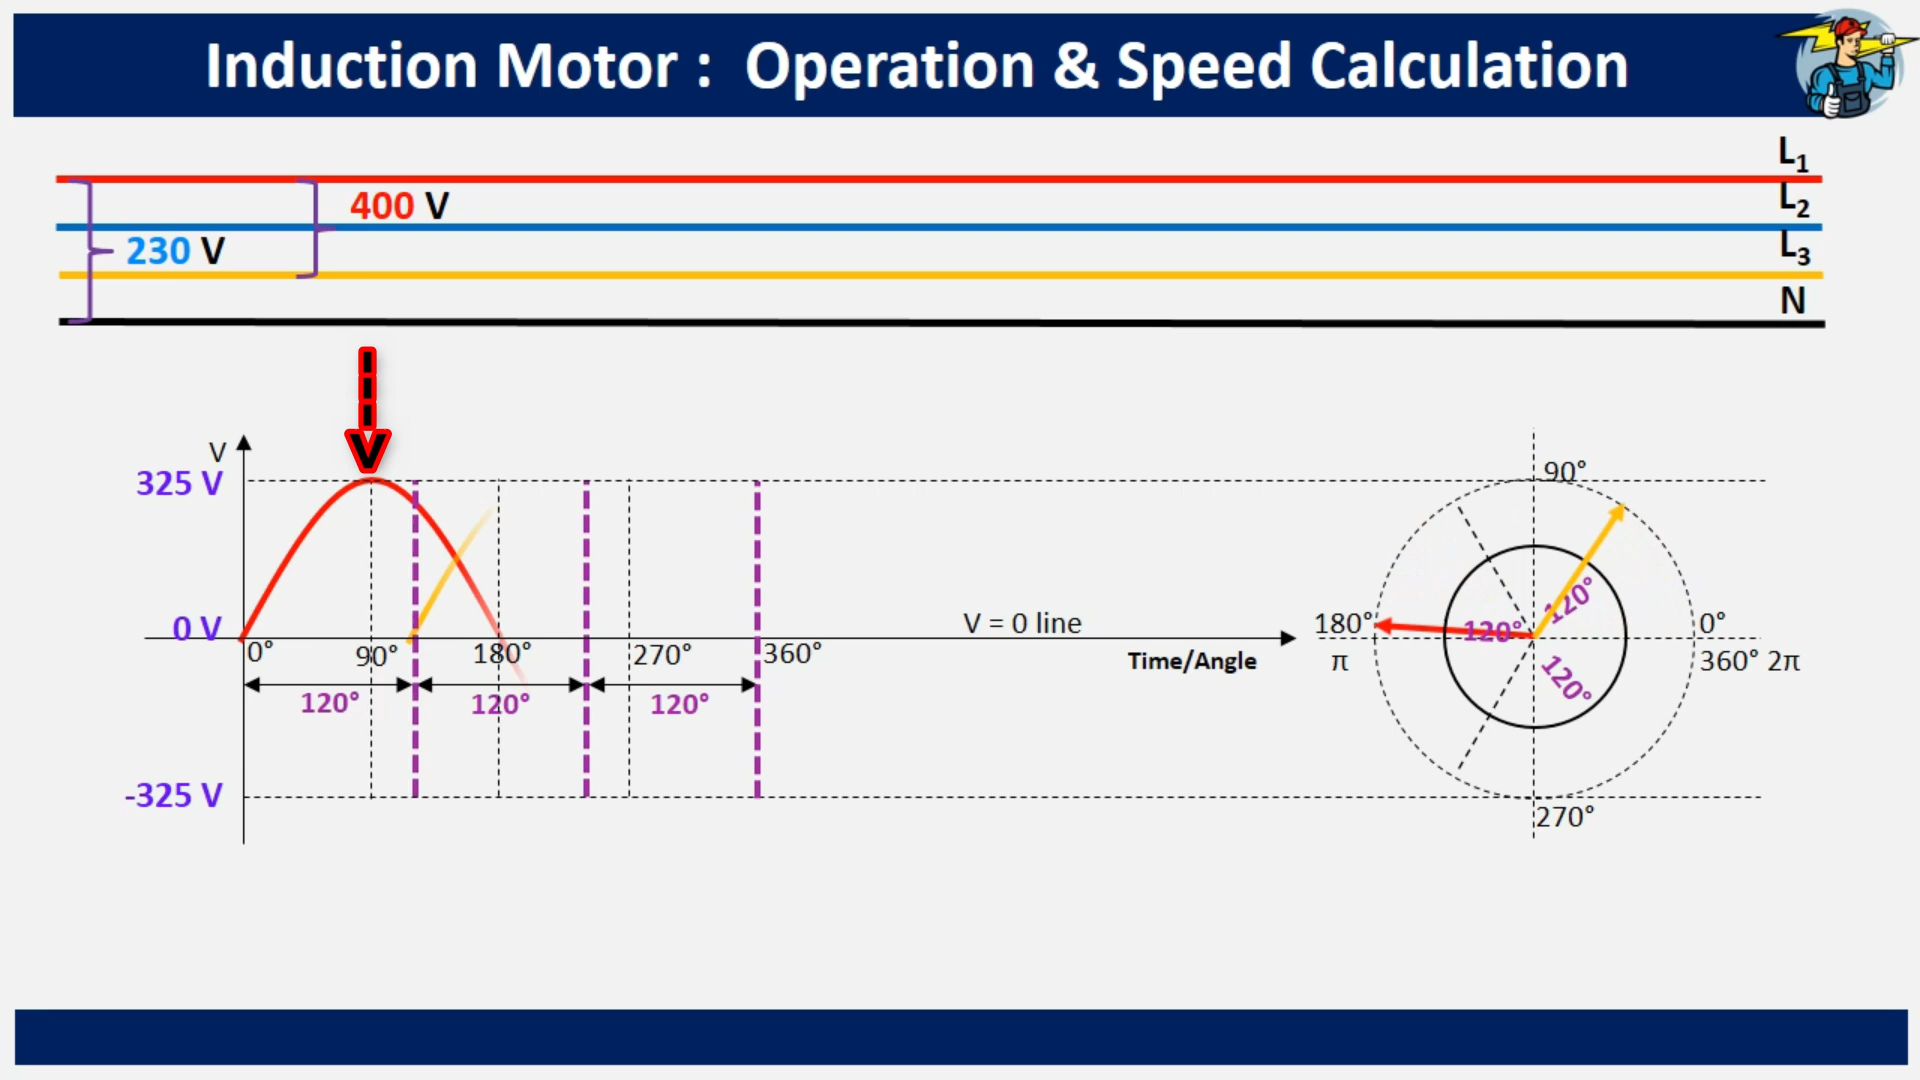 Induction Motor :  Operation & Speed Calculation
L1
400 V
L2
230 V
L3
N
V
325 V
90°
120°
0 V
V = 0 line
180°
120°
0°
0°
90°
180°
270°
360°
Time/Angle
π
360° 2π
120°
120°
120°
120°
-325 V
270°